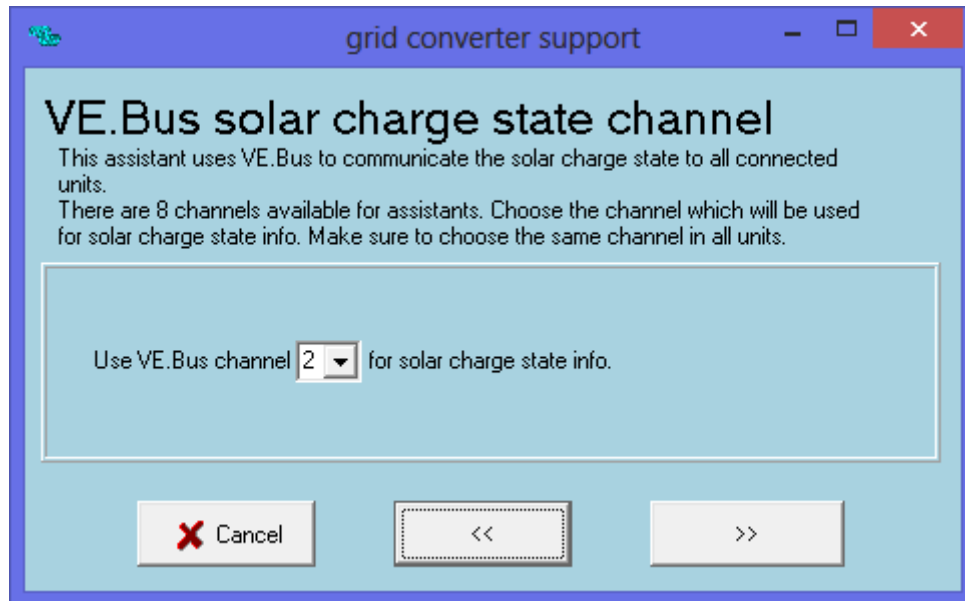 grid converter support
VE.Bus solar charge state channel
This assistant uses VE.Bus to communicate the solar charge state to all connected
units.
There are 8 channels available for assistants. Choose the channel which will be used
for solar charge state info. Make sure to choose the same channel in all units.
Use VE.Bus channel 2 for solar charge state info.
Cancel << >>